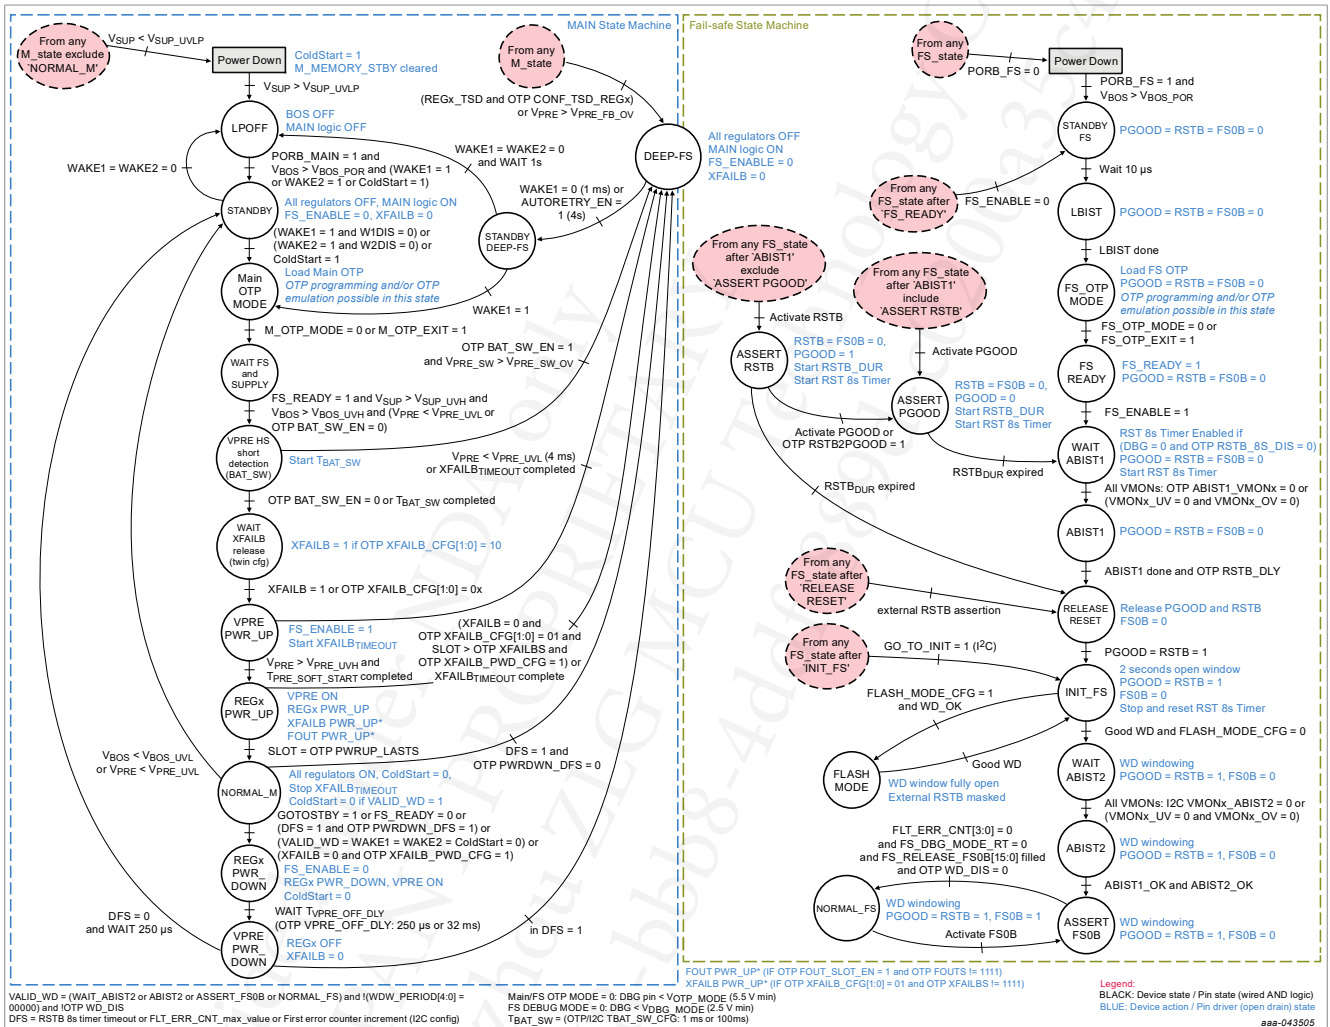 MAIN State Machine
From any
M_state exclude
'NORMAL_M'
VSUP < VSUP_UVLP
Power Down
ColdStart = 1
M_MEMORY_STBY cleared
VSUP > VSUP_UVLP
From any
M_state
(REGx_TSD and OTP CONF_TSD_REGx)
or VPRE > VPRE_FB_OV
LPOFF
BOS OFF
MAIN logic OFF
WAKE1 = WAKE2 = 0
PORB_MAIN = 1 and
VBOS > VBOS_POR and (WAKE1 = 1
or WAKE2 = 1 or ColdStart = 1)
WAKE1 = WAKE2 = 0
and WAIT 1s
DEEP-FS
All regulators OFF
MAIN logic ON
FS_ENABLE = 0
XFAILB = 0
WAKE1 = 0 (1 ms) or
AUTORETRY_EN =
1 (4s)
STANDBY
All regulators OFF, MAIN logic ON
FS_ENABLE = 0, XFAILB = 0
(WAKE1 = 1 and W1DIS = 0) or
(WAKE2 = 1 and W2DIS = 0) or
ColdStart = 1
STANDBY
DEEP-FS
WAKE1 = 1
Main
OTP
MODE
Load Main OTP
OTP programming and/or OTP
emulation possible in this state
M_OTP_MODE = 0 or M_OTP_EXIT = 1
OTP BAT_SW_EN = 1
and VPRE_SW > VPRE_SW_OV
WAIT FS
and
SUPPLY
FS_READY = 1 and VSUP > VSUP_UVH and
VBOS > VBOS_UVH and (VPRE < VPRE_UVL or
OTP BAT_SW_EN = 0)
VPRE HS
short
detection
(BAT_SW)
Start TBAT_SW
VPRE < VPRE_UVL (4 ms)
or XFAILBTIMEOUT completed
OTP BAT_SW_EN = 0 or TBAT_SW completed
WAIT
XFAILB
release
(twin cfg)
XFAILB = 1 if OTP XFAILB_CFG[1:0] = 10
XFAILB = 1 or OTP XFAILB_CFG[1:0] = 0x
VPRE
PWR_UP
FS_ENABLE = 1
Start XFAILBTIMEOUT
VPRE > VPRE_UVH and
TPRE_SOFT_START completed
(XFAILB = 0 and
OTP XFAILB_CFG[1:0] = 01 and
SLOT > OTP XFAILBS and
OTP XFAILB_PWD_CFG = 1) or
XFAILBTIMEOUT complete
REGx
PWR_UP
VPRE ON
REGx PWR_UP
XFAILB PWR_UP*
FOUT PWR_UP*
SLOT = OTP PWRUP_LASTS
DFS = 1 and
OTP PWRDWN_DFS = 0
VBOS < VBOS_UVL
or VPRE < VPRE_UVL
NORMAL_M
All regulators ON, ColdStart = 0,
Stop XFAILBTIMEOUT
ColdStart = 0 if VALID_WD = 1
GOTOSTBY = 1 or FS_READY = 0 or
(DFS = 1 and OTP PWRDWN_DFS = 1) or
(VALID_WD = WAKE1 = WAKE2 = ColdStart = 0) or
(XFAILB = 0 and OTP XFAILB_PWD_CFG = 1)
REGx
PWR_
DOWN
FS_ENABLE = 0
REGx PWR_DOWN, VPRE ON
ColdStart = 0
WAIT TVPRE_OFF_DLY
(OTP VPRE_OFF_DLY: 250 µs or 32 ms)
DFS = 0
and WAIT 250 µs
in DFS = 1
VPRE
PWR_
DOWN
REGx OFF
XFAILB = 0
Fail-safe State Machine
From any
FS_state
PORB_FS = 0
Power Down
PORB_FS = 1 and
VBOS > VBOS_POR
STANDBY
FS
PGOOD = RSTB = FS0B = 0
Wait 10 µs
From any
FS_state after
'FS_READY'
FS_ENABLE = 0
LBIST
PGOOD = RSTB = FS0B = 0
LBIST done
From any FS_state
after 'ABIST1'
exclude
'ASSERT PGOOD'
From any FS_state
after 'ABIST1'
include
'ASSERT RSTB'
FS_OTP
MODE
Load FS OTP
PGOOD = RSTB = FS0B = 0
OTP programming and/or OTP
emulation possible in this state
Activate RSTB
FS_OTP_MODE = 0 or
FS_OTP_EXIT = 1
ASSERT
RSTB
RSTB = FS0B = 0,
PGOOD = 1
Start RSTB_DUR
Start RST 8s Timer
Activate PGOOD
FS
READY
FS_READY = 1
PGOOD = RSTB = FS0B = 0
ASSERT
PGOOD
RSTB = FS0B = 0,
PGOOD = 0
Start RSTB_DUR
Start RST 8s Timer
FS_ENABLE = 1
Activate PGOOD or
OTP RSTB2PGOOD = 1
WAIT
ABIST1
RST 8s Timer Enabled if
(DBG = 0 and OTP RSTB_8S_DIS = 0)
PGOOD = RSTB = FS0B = 0
Start RST 8s Timer
RSTBDUR expired
RSTBDUR expired
All VMONs: OTP ABIST1_VMONx = 0 or
(VMONx_UV = 0 and VMONx_OV = 0)
ABIST1
PGOOD = RSTB = FS0B = 0
ABIST1 done and OTP RSTB_DLY
From any
FS_state after
'RELEASE
RESET'
external RSTB assertion
RELEASE
RESET
Release PGOOD and RSTB
FS0B = 0
PGOOD = RSTB = 1
From any
FS_state after
'INIT_FS'
GO_TO_INIT = 1 (I2C)
INIT_FS
2 seconds open window
PGOOD = RSTB = 1
FS0B = 0
Stop and reset RST 8s Timer
FLASH_MODE_CFG = 1
and WD_OK
Good WD and FLASH_MODE_CFG = 0
Good WD
FLASH
MODE
WD window fully open
External RSTB masked
WAIT
ABIST2
WD windowing
PGOOD = RSTB = 1, FS0B = 0
All VMONs: I2C VMONx_ABIST2 = 0 or
(VMONx_UV = 0 and VMONx_OV = 0)
FLT_ERR_CNT[3:0] = 0
and FS_DBG_MODE_RT = 0
and FS_RELEASE_FS0B[15:0] filled
and OTP WD_DIS = 0
ABIST2
WD windowing
PGOOD = RSTB = 1, FS0B = 0
ABIST1_OK and ABIST2_OK
NORMAL_FS
WD windowing
PGOOD = RSTB = 1, FS0B = 1
Activate FS0B
ASSERT
FS0B
WD windowing
PGOOD = RSTB = 1, FS0B = 0
FOUT PWR_UP* (IF OTP FOUT_SLOT_EN = 1 and OTP FOUTS != 1111)
XFAILB PWR_UP* (IF OTP XFAILB_CFG[1:0] = 01 and OTP XFAILBS != 1111)
VALID_WD = (WAIT_ABIST2 or ABIST2 or ASSERT_FS0B or NORMAL_FS) and !(WDW_PERIOD[4:0] =
00000) and !OTP WD_DIS
DFS = RSTB 8s timer timeout or FLT_ERR_CNT_max_value or First error counter increment (I2C config)
Main/FS OTP MODE = 0: DBG pin < VOTP_MODE (5.5 V min)
FS DEBUG MODE = 0: DBG < VDBG_MODE (2.5 V min)
TBAT_SW = (OTP/I2C TBAT_SW_CFG: 1 ms or 100ms)
Legend:
BLACK: Device state / Pin state (wired AND logic)
BLUE: Device action / Pin driver (open drain) state
aaa-043505